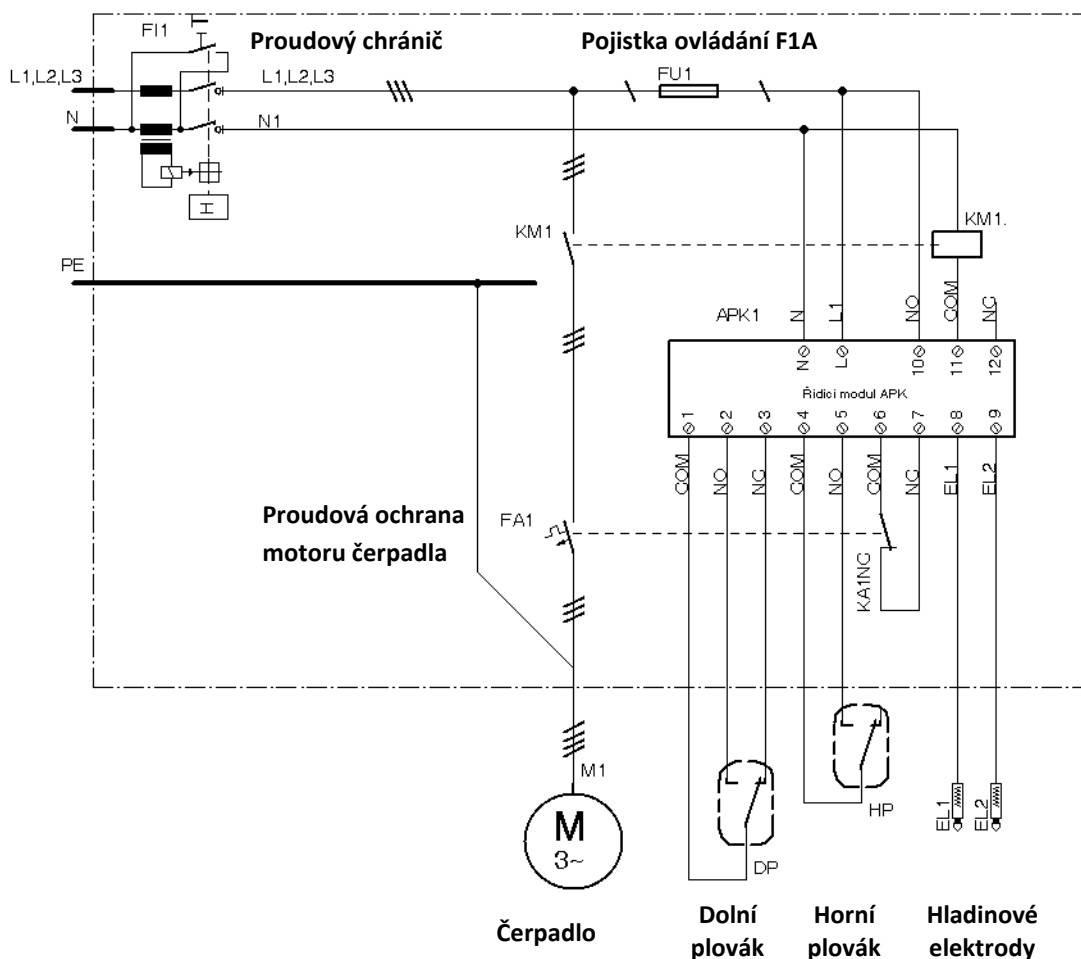 FI1
Proudový chránič
Pojistka ovládání F1A
L1,L2,L3
L1,L2,L3
FU1
N
N1
KM1
KM1.
PE
APK1
N
L1
NO
COM
NC
N
L
10
11
12
Řídicí modul APK
1
2
3
4
5
6
7
8
9
COM
NO
NC
COM
NO
COM
NC
EL1
EL2
Proudová ochrana
motoru čerpadla
FA1
KA1NC
M1
M
3~
HP
DP
EL1
EL2
Čerpadlo
Dolní
plovák
Horní
plovák
Hladinové
elektrody